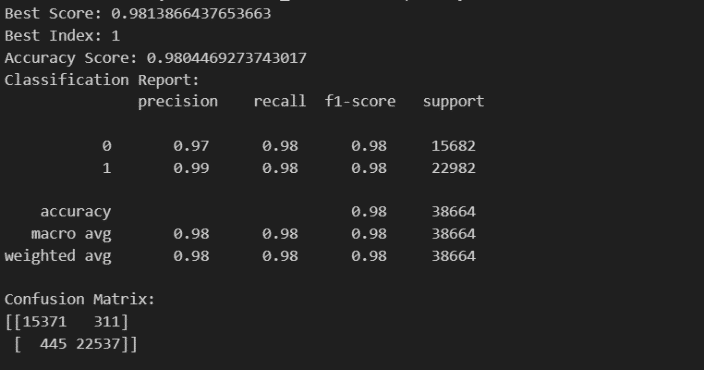 Best Score: 0.9813866437653663
Best Index: 1
Accuracy Score: 0.9804469273743017
Classification Report:
precision recall f1-score support
0 0.97 0.98 0.98 15682
1 0.99 0.98 0.98 22982
accuracy 0.98 38664
macro avg 0.98 0.98 0.98 38664
weighted avg 0.98 0.98 0.98 38664
Confusion Matrix:
[[15371 311]
[ 445 22537]]